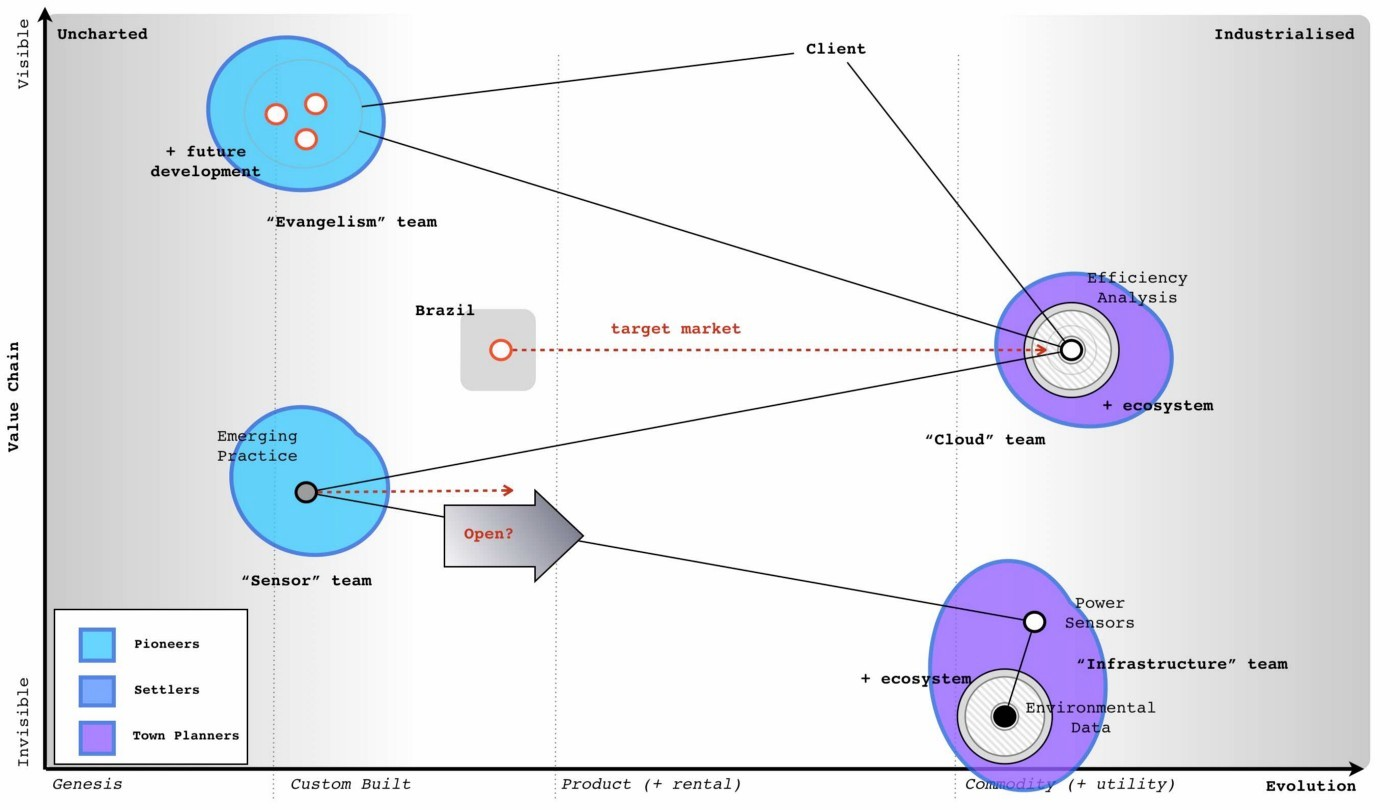 Visible
Uncharted
Client
Industrialised
+ future
development
“Evangelism” team
Efficiency
Analysis
Brazil
target market
+ ecosystem
“Cloud” team
Value Chain
Emerging
Practice
Open?
“Sensor” team
Power
Sensors
“Infrastructure” team
+ ecosystem
Environmental
Data
Pioneers
Settlers
Town Planners
Invisible
Genesis
Custom Built
Product (+ rental)
Commodity (+ utility)
Evolution